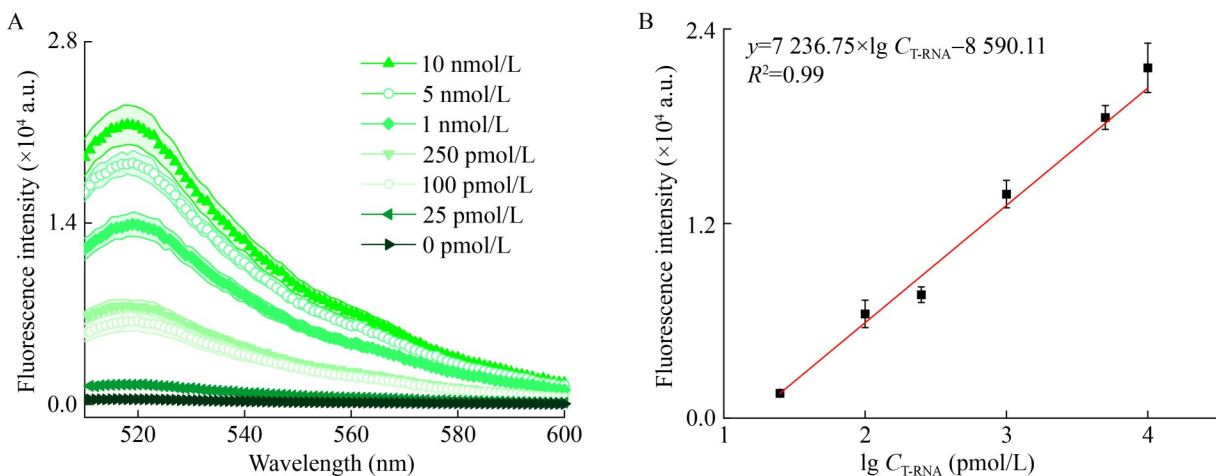 A
2.8
1.4
0.0
Fluorescence intensity (×10⁴ a.u.)
10 nmol/L
5 nmol/L
1 nmol/L
250 pmol/L
100 pmol/L
25 pmol/L
0 pmol/L
520 540 560 580 600
Wavelength (nm)
B
2.4
1.2
0.0
Fluorescence intensity (×10⁴ a.u.)
y=7 236.75×lg C_T-RNA−8 590.11
R²=0.99
1 2 3 4
lg C_T-RNA (pmol/L)